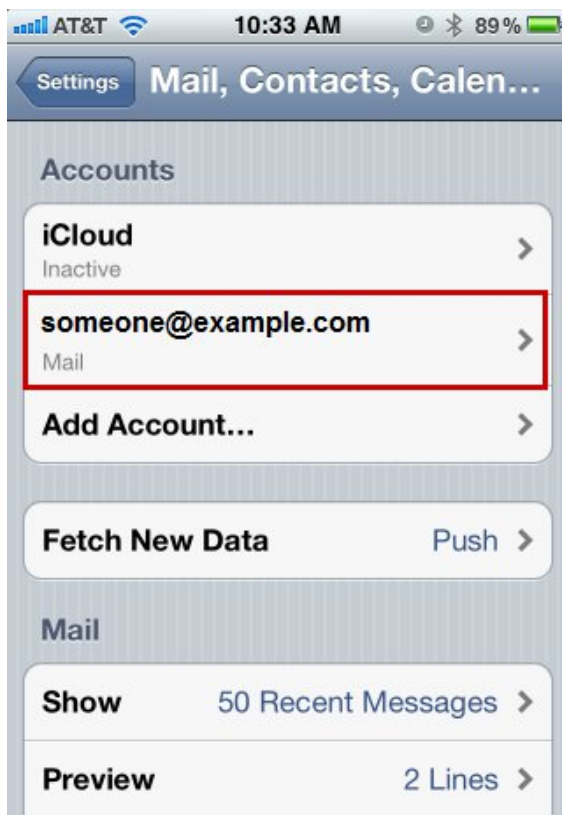 AT&T 10:33 AM 89%
Settings Mail, Contacts, Calen...
Accounts
iCloud
Inactive
someone@example.com
Mail
Add Account...
Fetch New Data Push
Mail
Show 50 Recent Messages
Preview 2 Lines